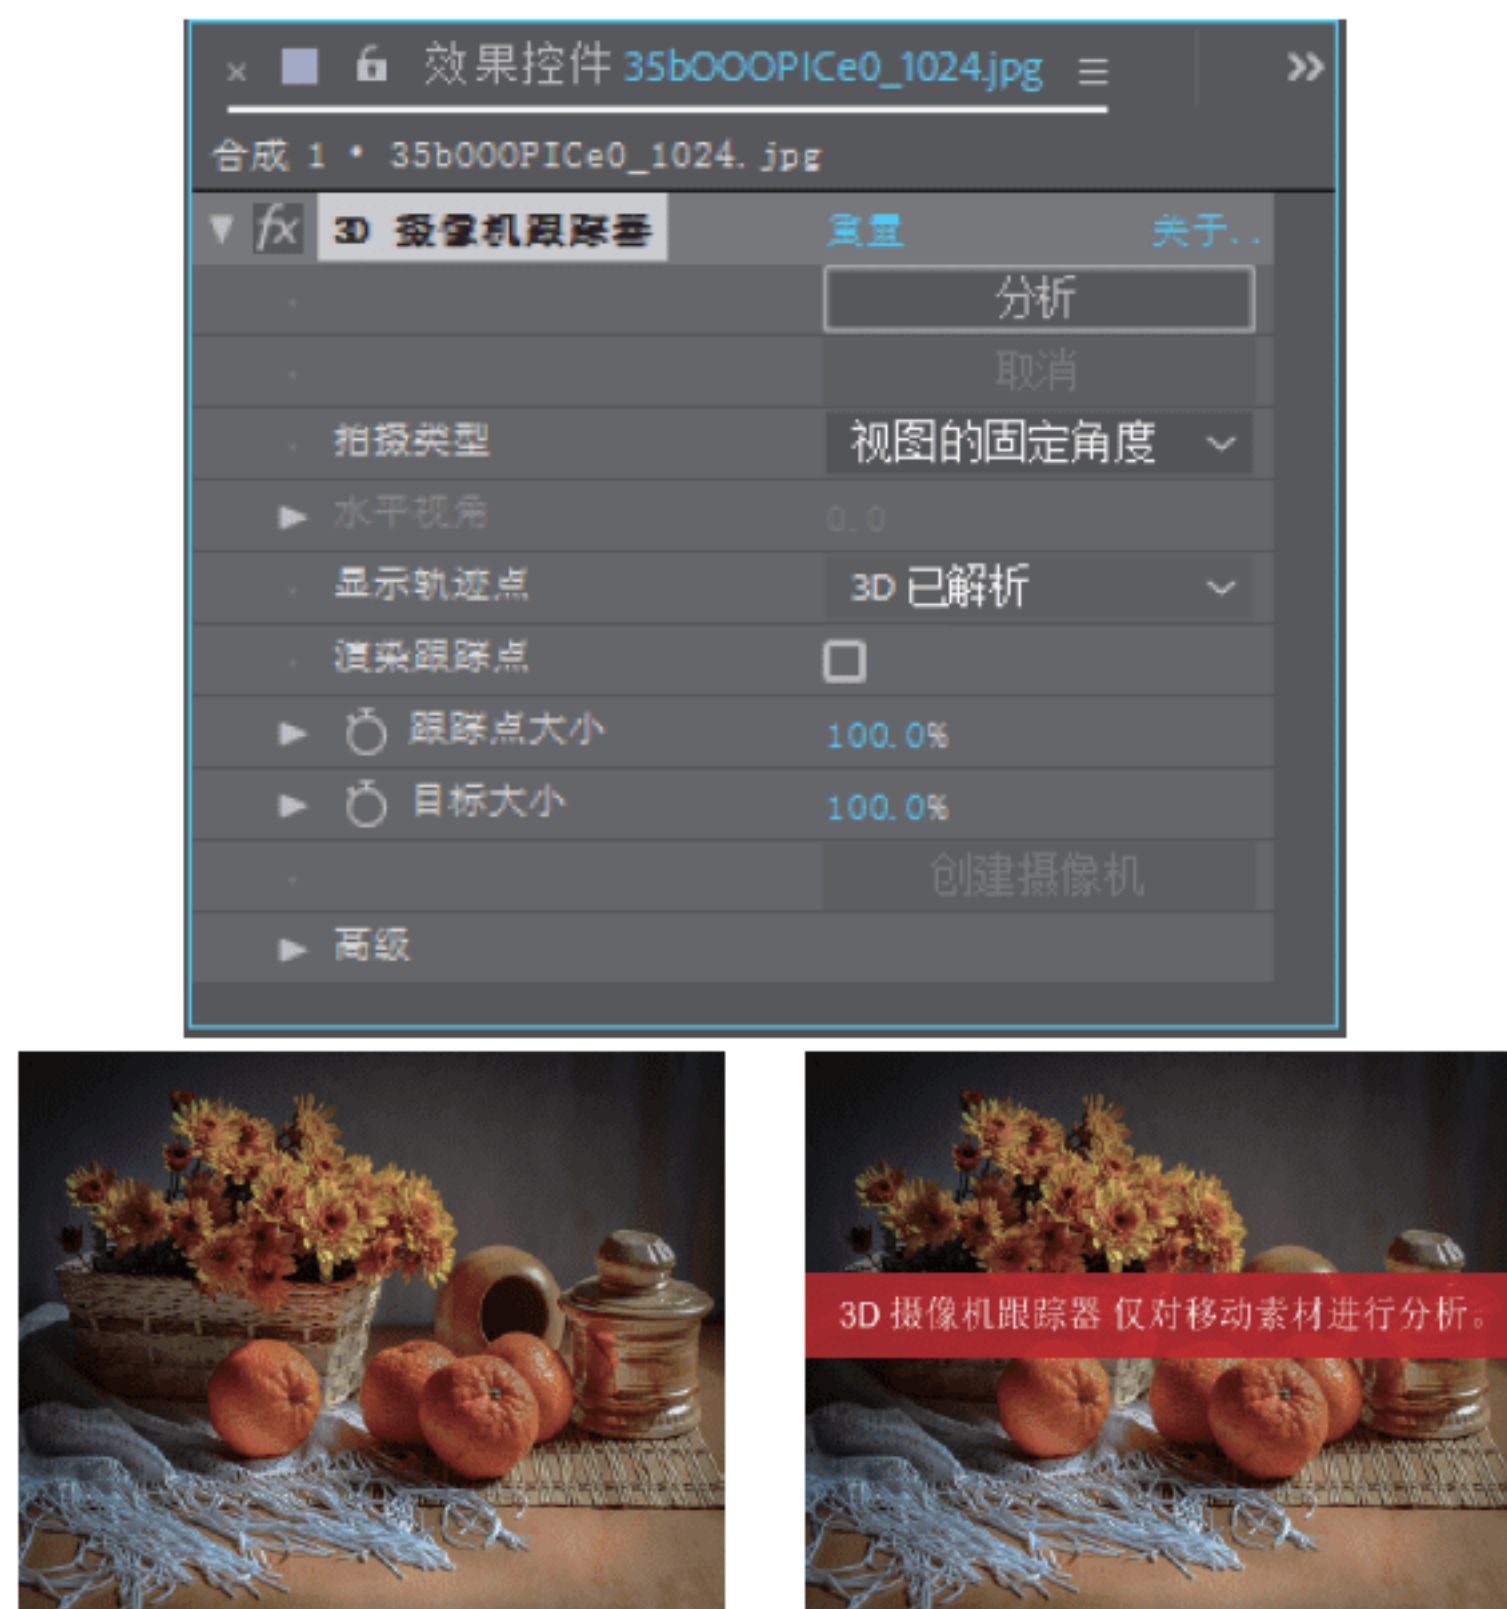 效果控件 35bOOOPICe0_1024.jpg
合成 1 • 35bOOOPICe0_1024.jpg
fx 3D 摄像机跟踪器 重置 关于..
分析
取消
拍摄类型 视图的固定角度
水平视角 0.0
显示轨迹点 3D 已解析
渲染跟踪点
跟踪点大小 100.0%
目标大小 100.0%
创建摄像机
高级
3D 摄像机跟踪器 仅对移动素材进行分析。